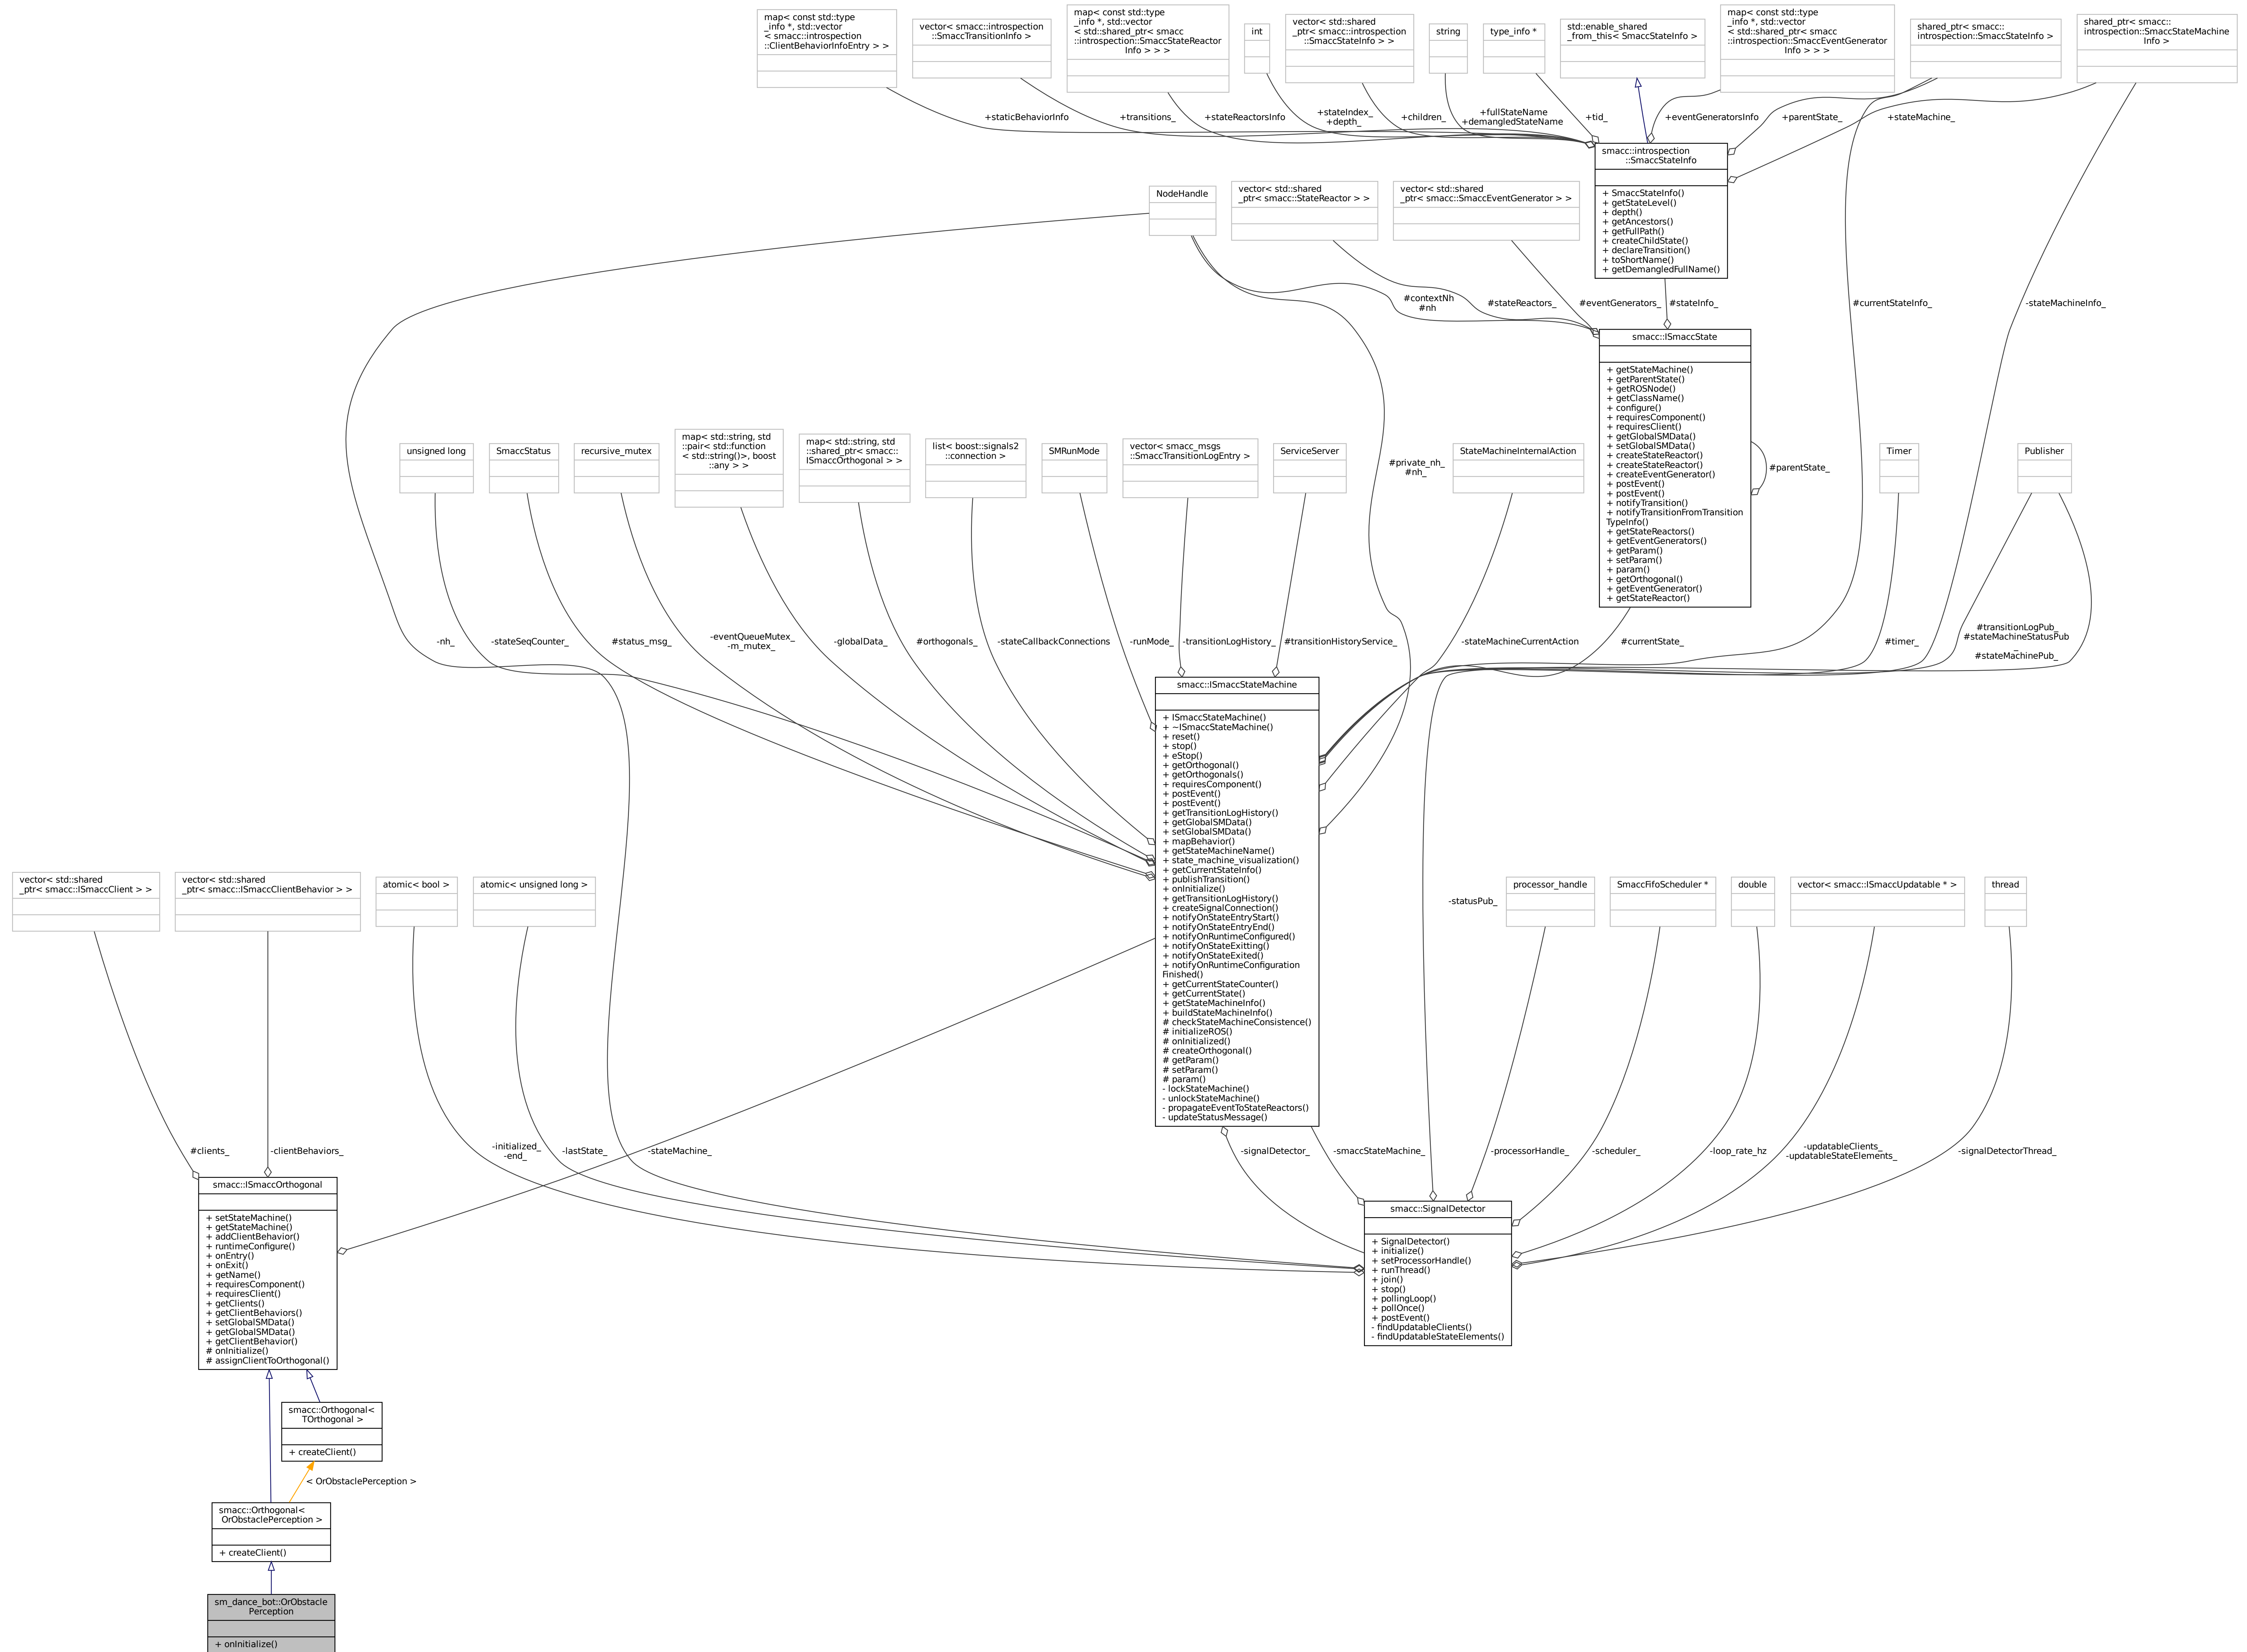 map< const std::type
_info *, std::vector
< smacc::introspection
::ClientBehaviorInfoEntry > >
vector< smacc::introspection
::SmaccTransitionInfo >
map< const std::type
_info *, std::vector
< std::shared_ptr< smacc
::introspection::SmaccStateReactor
Info > > >
int
vector< std::shared
_ptr< smacc::introspection
::SmaccStateInfo > >
string
type_info *
std::enable_shared
_from_this< SmaccStateInfo >
map< const std::type
_info *, std::vector
< std::shared_ptr< smacc
::introspection::SmaccEventGenerator
Info > > >
shared_ptr< smacc::
introspection::SmaccStateInfo >
shared_ptr< smacc::
introspection::SmaccStateMachine
Info >
+staticBehaviorInfo
+transitions_
+stateReactorsInfo
+stateIndex_
+depth_
+children_
+fullStateName
+demangledStateName
+tid_
+eventGeneratorsInfo
+parentState_
+stateMachine_
smacc::introspection
::SmaccStateInfo
+ SmaccStateInfo()
+ getStateLevel()
+ depth()
+ getAncestors()
+ getFullPath()
+ createChildState()
+ declareTransition()
+ toShortName()
+ getDemangledFullName()
NodeHandle
vector< std::shared
_ptr< smacc::StateReactor > >
vector< std::shared
_ptr< smacc::SmaccEventGenerator > >
#contextNh
#nh
#stateReactors_
#eventGenerators_
#stateInfo_
#currentStateInfo_
-stateMachineInfo_
smacc::ISmaccState
+ getStateMachine()
+ getParentState()
+ getROSNode()
+ getClassName()
+ configure()
+ requiresComponent()
+ requiresClient()
+ getGlobalSMData()
+ setGlobalSMData()
+ createStateReactor()
+ createStateReactor()
+ createEventGenerator()
+ postEvent()
+ postEvent()
+ notifyTransition()
+ notifyTransitionFromTransition
TypeInfo()
+ getStateReactors()
+ getEventGenerators()
+ getParam()
+ setParam()
+ param()
+ getOrthogonal()
+ getEventGenerator()
+ getStateReactor()
#parentState_
unsigned long
SmaccStatus
recursive_mutex
map< std::string, std
::pair< std::function
< std::string()>, boost
::any > >
map< std::string, std
::shared_ptr< smacc::
ISmaccOrthogonal > >
list< boost::signals2
::connection >
SMRunMode
vector< smacc_msgs
::SmaccTransitionLogEntry >
ServiceServer
#private_nh_
#nh_
StateMachineInternalAction
Timer
Publisher
-nh_
-stateSeqCounter_
#status_msg_
-eventQueueMutex_
-m_mutex_
-globalData_
#orthogonals_
-stateCallbackConnections
-runMode_
-transitionLogHistory_
#transitionHistoryService_
-stateMachineCurrentAction
#currentState_
#timer_
#transitionLogPub_
#stateMachineStatusPub
_
#stateMachinePub_
smacc::ISmaccStateMachine
+ ISmaccStateMachine()
+ ~ISmaccStateMachine()
+ reset()
+ stop()
+ eStop()
+ getOrthogonal()
+ getOrthogonals()
+ requiresComponent()
+ postEvent()
+ postEvent()
+ getTransitionLogHistory()
+ getGlobalSMData()
+ setGlobalSMData()
+ mapBehavior()
+ getStateMachineName()
+ state_machine_visualization()
+ getCurrentStateInfo()
+ publishTransition()
+ onInitialize()
+ getTransitionLogHistory()
+ createSignalConnection()
+ notifyOnStateEntryStart()
+ notifyOnStateEntryEnd()
+ notifyOnRuntimeConfigured()
+ notifyOnStateExitting()
+ notifyOnStateExited()
+ notifyOnRuntimeConfiguration
Finished()
+ getCurrentStateCounter()
+ getCurrentState()
+ getStateMachineInfo()
+ buildStateMachineInfo()
# checkStateMachineConsistence()
# initializeROS()
# onInitialized()
# createOrthogonal()
# getParam()
# setParam()
# param()
- lockStateMachine()
- unlockStateMachine()
- propagateEventToStateReactors()
- updateStatusMessage()
vector< std::shared
_ptr< smacc::ISmaccClient > >
vector< std::shared
_ptr< smacc::ISmaccClientBehavior > >
atomic< bool >
atomic< unsigned long >
-statusPub_
processor_handle
SmaccFifoScheduler *
double
vector< smacc::ISmaccUpdatable * >
thread
#clients_
-clientBehaviors_
-initialized_
-end_
-lastState_
-stateMachine_
-signalDetector_
-smaccStateMachine_
-processorHandle_
-scheduler_
-loop_rate_hz
-updatableClients_
-updatableStateElements_
-signalDetectorThread_
smacc::ISmaccOrthogonal
+ setStateMachine()
+ getStateMachine()
+ addClientBehavior()
+ runtimeConfigure()
+ onEntry()
+ onExit()
+ getName()
+ requiresComponent()
+ requiresClient()
+ getClients()
+ getClientBehaviors()
+ setGlobalSMData()
+ getGlobalSMData()
+ getClientBehavior()
# onInitialize()
# assignClientToOrthogonal()
smacc::SignalDetector
+ SignalDetector()
+ initialize()
+ setProcessorHandle()
+ runThread()
+ join()
+ stop()
+ pollingLoop()
+ pollOnce()
+ postEvent()
- findUpdatableClients()
- findUpdatableStateElements()
smacc::Orthogonal<
TOrthogonal >
+ createClient()
< OrObstaclePerception >
smacc::Orthogonal<
OrObstaclePerception >
+ createClient()
sm_dance_bot::OrObstacle
Perception
+ onInitialize()